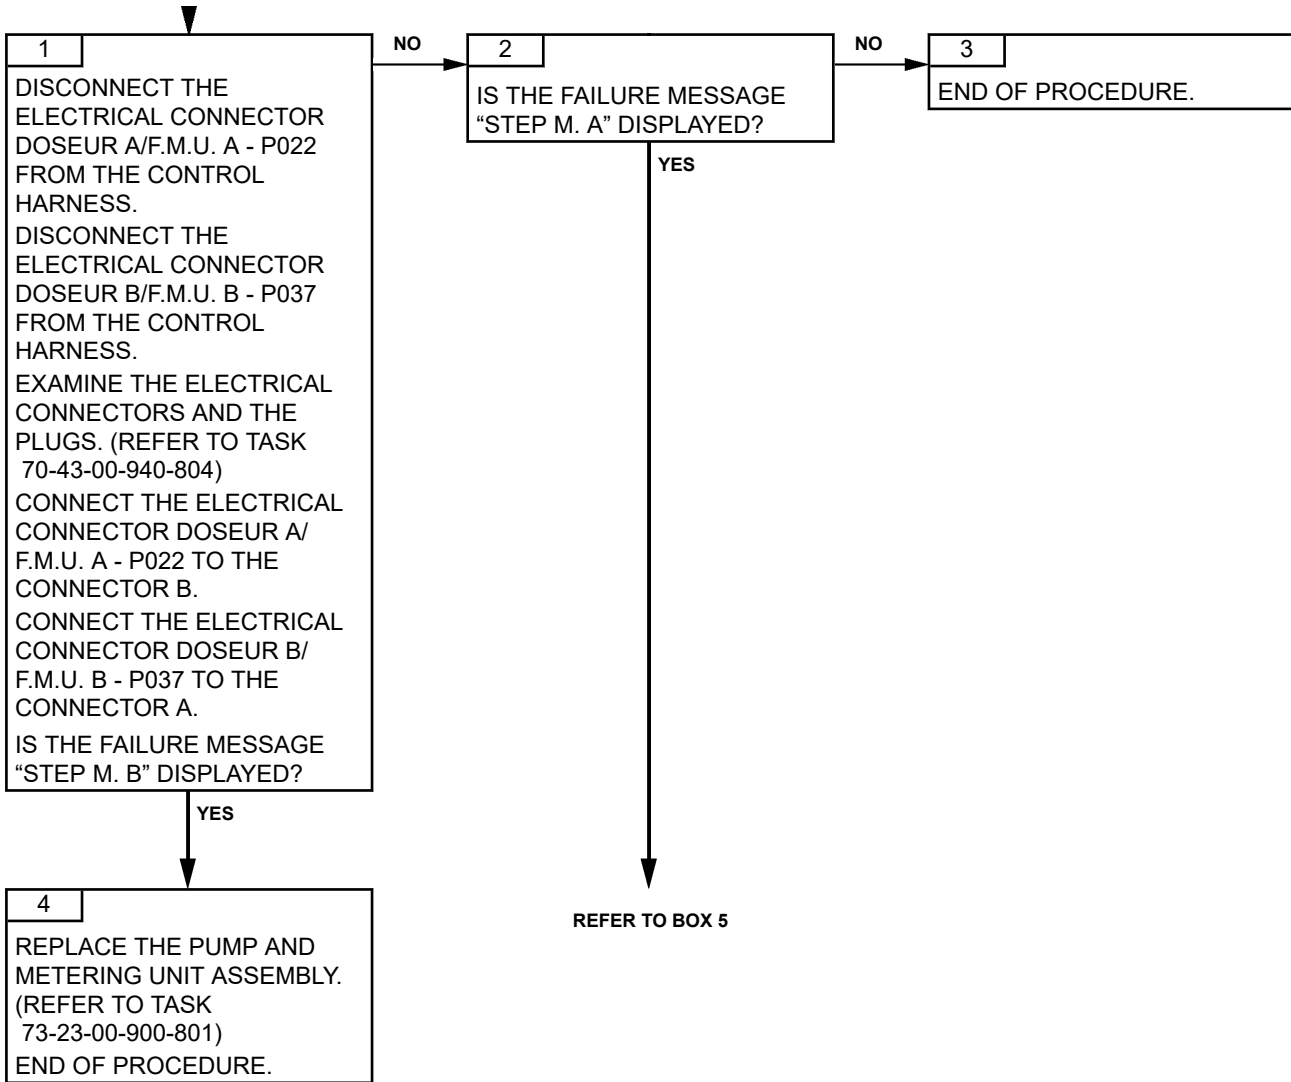 1
DISCONNECT THE
ELECTRICAL CONNECTOR
DOSEUR A/F.M.U. A - P022
FROM THE CONTROL
HARNESS.
DISCONNECT THE
ELECTRICAL CONNECTOR
DOSEUR B/F.M.U. B - P037
FROM THE CONTROL
HARNESS.
EXAMINE THE ELECTRICAL
CONNECTORS AND THE
PLUGS. (REFER TO TASK
70-43-00-940-804)
CONNECT THE ELECTRICAL
CONNECTOR DOSEUR A/
F.M.U. A - P022 TO THE
CONNECTOR B.
CONNECT THE ELECTRICAL
CONNECTOR DOSEUR B/
F.M.U. B - P037 TO THE
CONNECTOR A.
IS THE FAILURE MESSAGE
“STEP M. B” DISPLAYED?
NO
2
IS THE FAILURE MESSAGE
“STEP M. A” DISPLAYED?
NO
3
END OF PROCEDURE.
YES
YES
4
REPLACE THE PUMP AND
METERING UNIT ASSEMBLY.
(REFER TO TASK
73-23-00-900-801)
END OF PROCEDURE.
REFER TO BOX 5